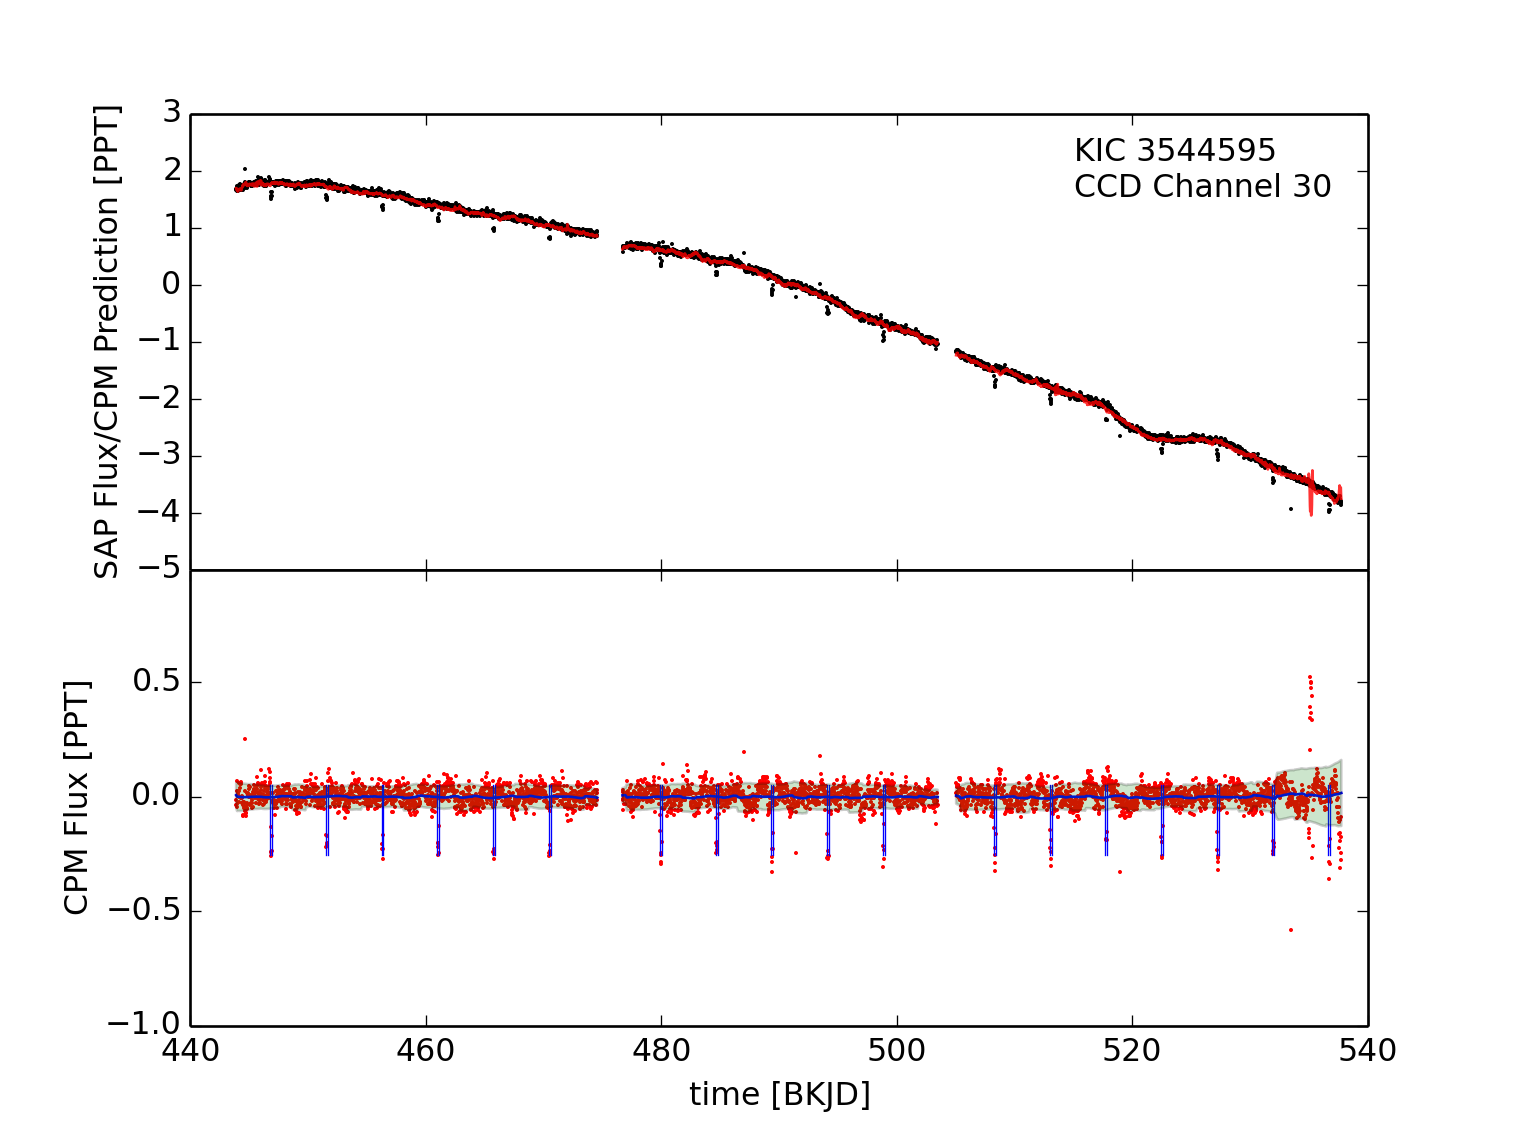 SAP Flux/CPM Prediction [PPT]
3
2
1
0
−1
−2
−3
−4
−5
KIC 3544595
CCD Channel 30
CPM Flux [PPT]
0.5
0.0
−0.5
−1.0
440 460 480 500 520 540
time [BKJD]